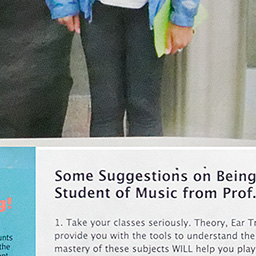 Some Suggestions on Being
Student of Music from Prof.
1. Take your classes seriously. Theory, Ear Tr
provide you with the tools to understand the
mastery of these subjects WILL help you play
unts
the